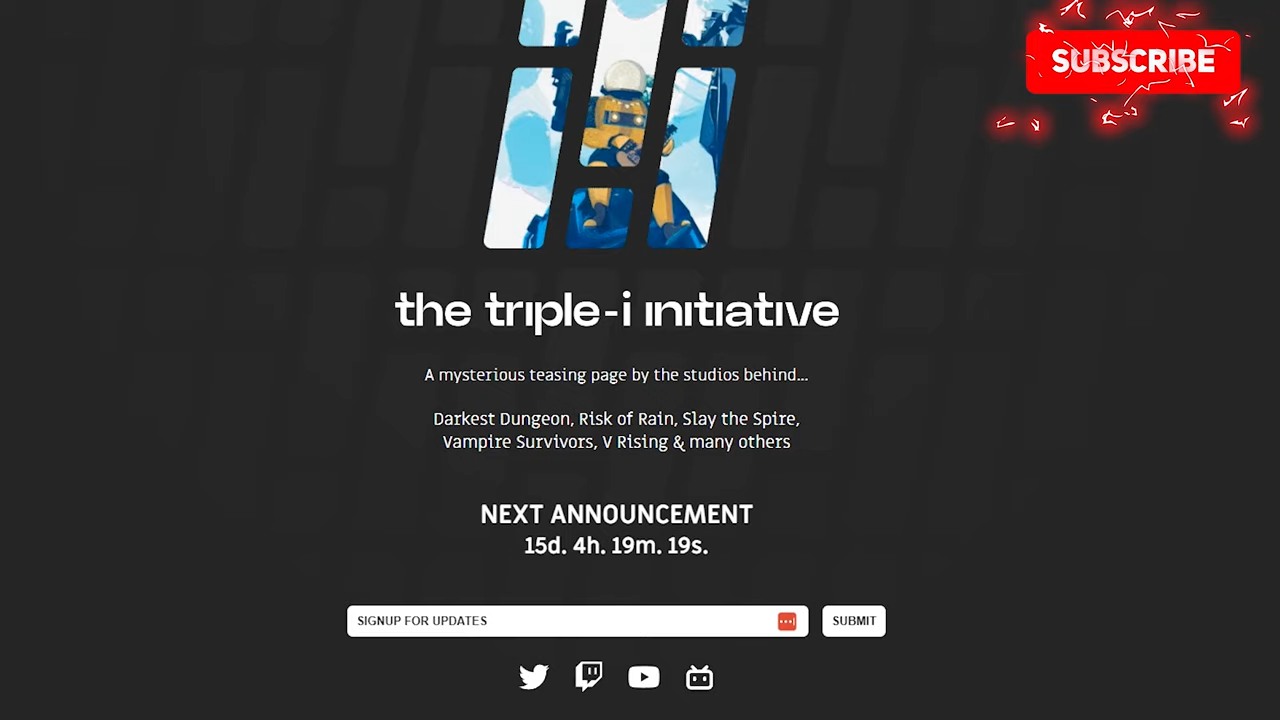 SUBSCRIBE
the triple-i initiative
A mysterious teasing page by the studios behind...
Darkest Dungeon, Risk of Rain, Slay the Spire,
Vampire Survivors, V Rising & many others
NEXT ANNOUNCEMENT
15d. 4h. 19m. 19s.
SIGNUP FOR UPDATES
SUBMIT